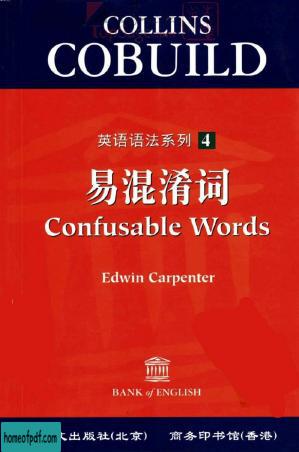 COLLINS
COBUILD
英语语法系列 4
易混淆词
Confusable Words
Edwin Carpenter
BANK of ENGLISH
文出版社(北京) 商务印书馆(香港)
homeofpdf.com